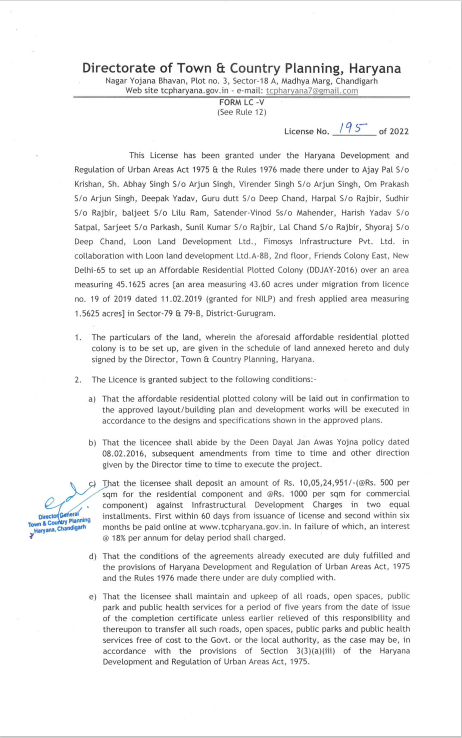 Directorate of Town & Country Planning, Haryana
Nagar Yojana Bhavan, Plot no. 3, Sector-18 A, Madhya Marg, Chandigarh
Web site tcpharyana.gov.in - e-mail: tcpharyana7@gmail.com
FORM LC -V
(See Rule 12)
License No. 195 of 2022
This License has been granted under the Haryana Development and
Regulation of Urban Areas Act 1975 & the Rules 1976 made there under to Ajay Pal S/o
Krishan, Sh. Abhay Singh S/o Arjun Singh, Virender Singh S/o Arjun Singh, Om Prakash
S/o Arjun Singh, Deepak Yadav, Guru dutt S/o Deep Chand, Harpal S/o Rajbir, Sudhir
S/o Rajbir, baljeet S/o Lilu Ram, Satender-Vinod Ss/o Mahender, Harish Yadav S/o
Satpal, Sarjeet S/o Parkash, Sunil Kumar S/o Rajbir, Lal Chand S/o Rajbir, Shyoraj S/o
Deep Chand, Loon Land Development Ltd., Fimosys Infrastructure Pvt. Ltd. in
collaboration with Loon land development Ltd.A-8B, 2nd floor, Friends Colony East, New
Delhi-65 to set up an Affordable Residential Plotted Colony (DDJAY-2016) over an area
measuring 45.1625 acres [an area measuring 43.60 acres under migration from licence
no. 19 of 2019 dated 11.02.2019 (granted for NILP) and fresh applied area measuring
1.5625 acres] in Sector-79 & 79-B, District-Gurugram.
1. The particulars of the land, wherein the aforesaid affordable residential plotted
colony is to be set up, are given in the schedule of land annexed hereto and duly
signed by the Director, Town & Country Planning, Haryana.
2. The Licence is granted subject to the following conditions:-
a) That the affordable residential plotted colony will be laid out in confirmation to
the approved layout/building plan and development works will be executed in
accordance to the designs and specifications shown in the approved plans.
b) That the licencee shall abide by the Deen Dayal Jan Awas Yojna policy dated
08.02.2016, subsequent amendments from time to time and other direction
given by the Director time to time to execute the project.
c) That the licensee shall deposit an amount of Rs. 10,05,24,951/-(@Rs. 500 per
sqm for the residential component and @Rs. 1000 per sqm for commercial
component) against Infrastructural Development Charges in two equal
installments. First within 60 days from issuance of license and second within six
months be paid online at www.tcpharyana.gov.in. In failure of which, an interest
@ 18% per annum for delay period shall charged.
Director General
Town & Country Planning
Haryana, Chandigarh
d) That the conditions of the agreements already executed are duly fulfilled and
the provisions of Haryana Development and Regulation of Urban Areas Act, 1975
and the Rules 1976 made there under are duly complied with.
e) That the licensee shall maintain and upkeep of all roads, open spaces, public
park and public health services for a period of five years from the date of issue
of the completion certificate unless earlier relieved of this responsibility and
thereupon to transfer all such roads, open spaces, public parks and public health
services free of cost to the Govt. or the local authority, as the case may be, in
accordance with the provisions of Section 3(3)(a)(iii) of the Haryana
Development and Regulation of Urban Areas Act, 1975.